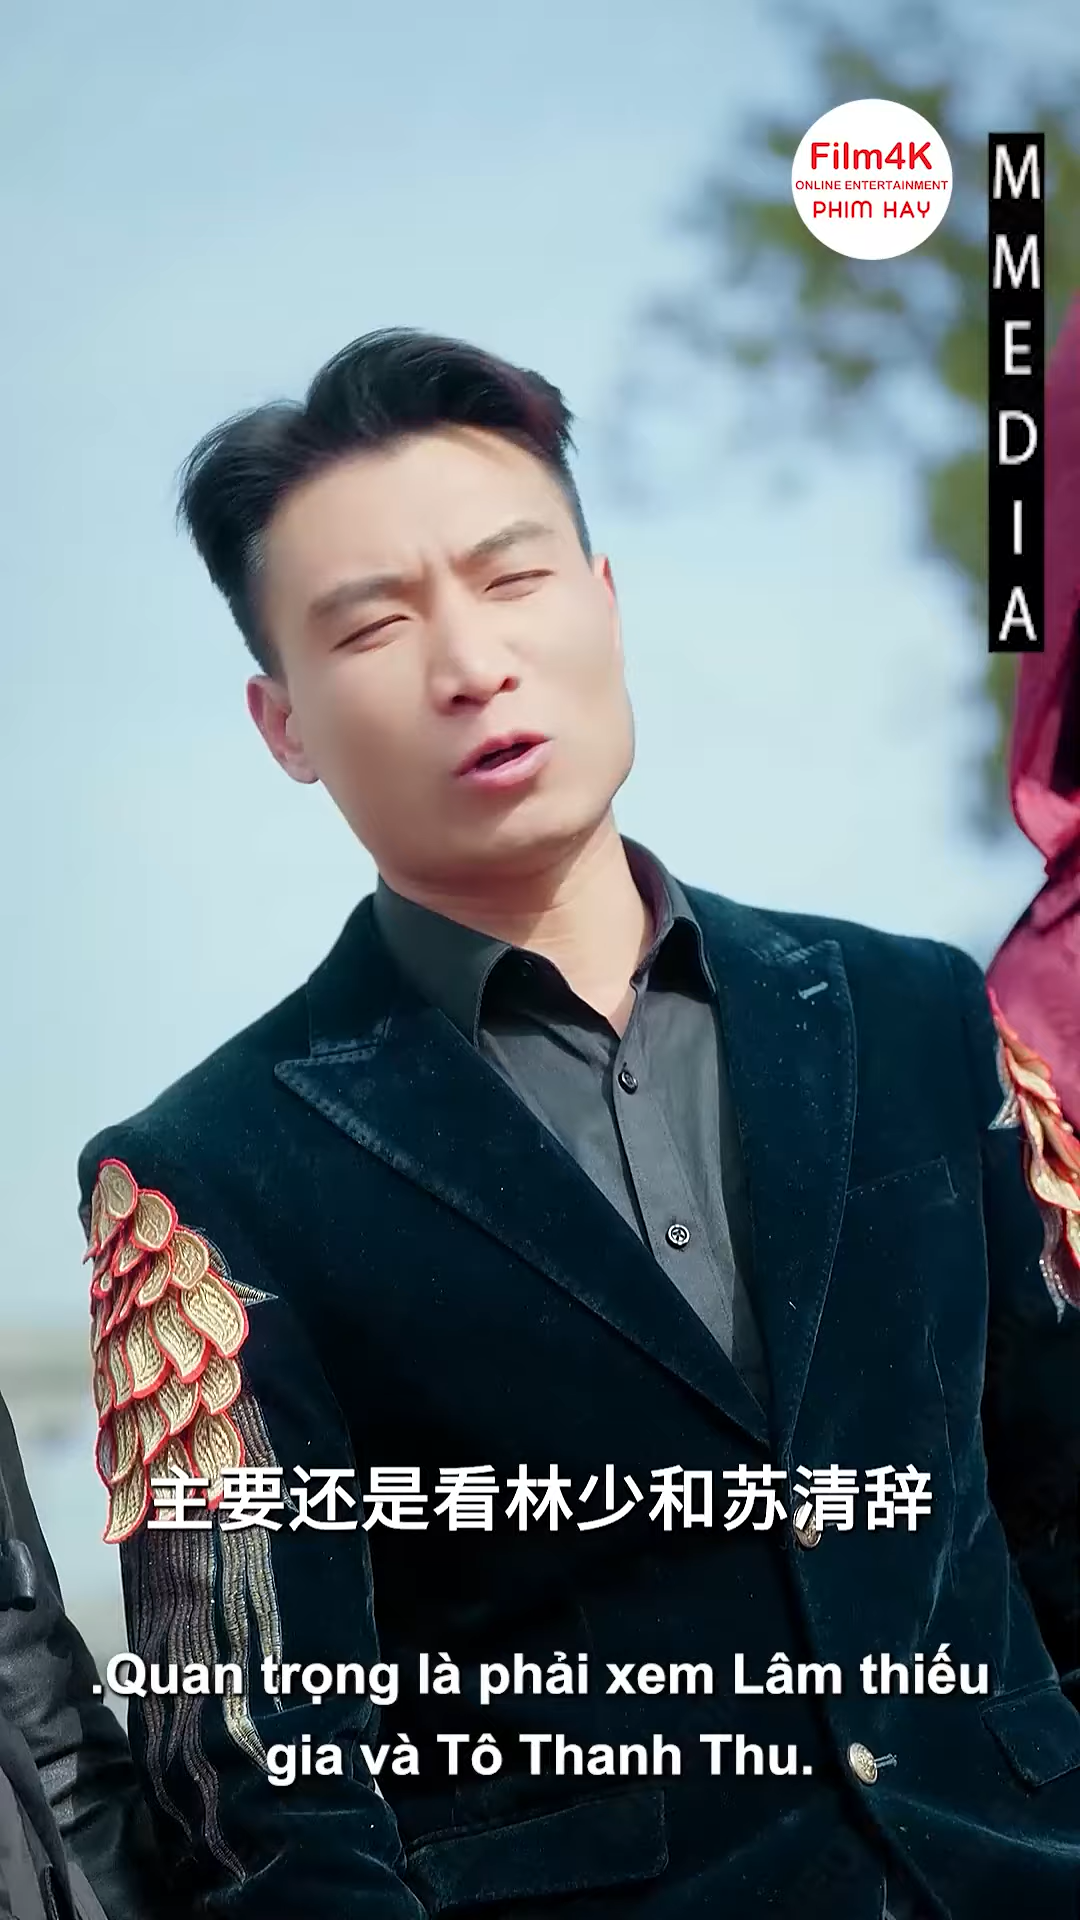 Film4K
ONLINE ENTERTAINMENT
PHIM HAY
MMEDIA
主要还是看林少和苏清辞
.Quan trọng là phải xem Lâm thiếu
gia và Tô Thanh Thu.